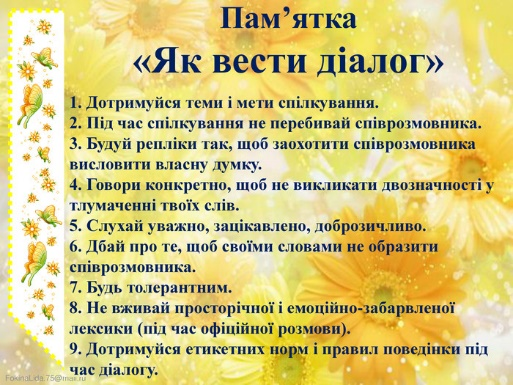 Пам’ятка
«Як вести діалог»
1. Дотримуйся теми і мети спілкування.
2. Під час спілкування не перебивай співрозмовника.
3. Будуй репліки так, щоб заохотити співрозмовника
висловити власну думку.
4. Говори конкретно, щоб не викликати двозначності у
тлумаченні твоїх слів.
5. Слухай уважно, зацікавлено, доброзичливо.
6. Дбай про те, щоб своїми словами не образити
співрозмовника.
7. Будь толерантним.
8. Не вживай просторічної і емоційно-забарвленої
лексики (під час офіційної розмови).
9. Дотримуйся етикетних норм і правил поведінки під
час діалогу.
FokinaLida.75@mail.ru